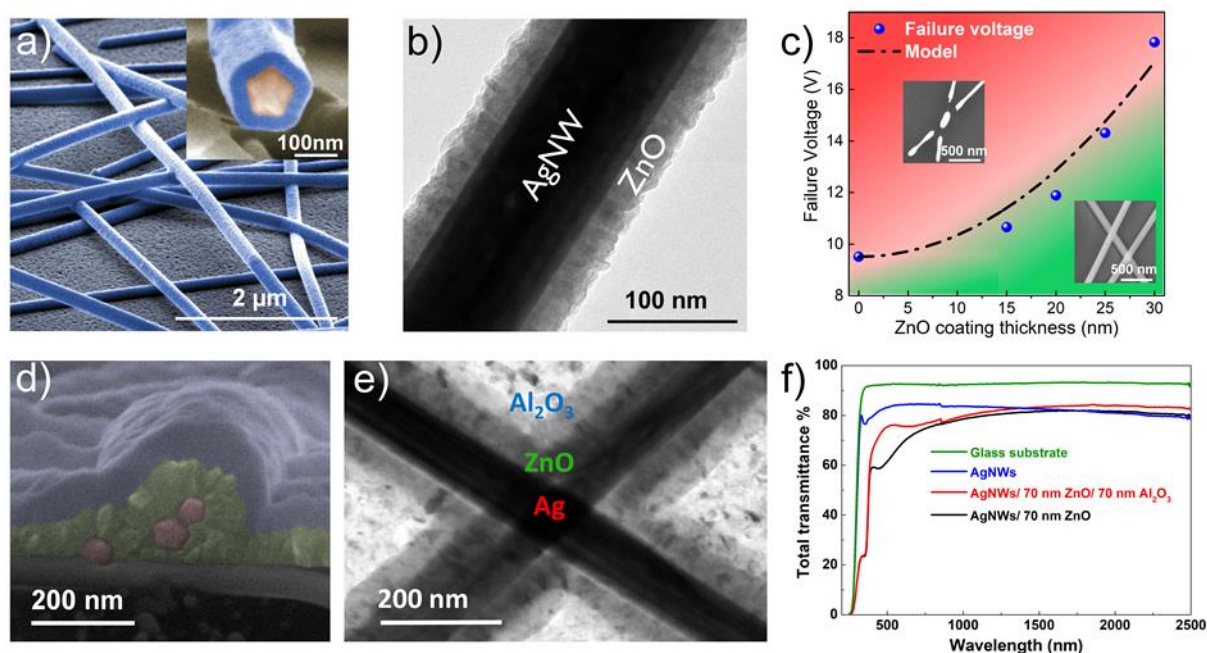 a)
100nm
2 µm
b)
AgNW
ZnO
100 nm
c)
Failure voltage
Model
Failure Voltage (V)
18
16
14
12
10
8
500 nm
500 nm
0 5 10 15 20 25 30
ZnO coating thickness (nm)
d)
200 nm
e)
Al₂O₃
ZnO
Ag
200 nm
f)
Total transmittance %
100
80
60
40
20
0
Glass substrate
AgNWs
AgNWs/ 70 nm ZnO/ 70 nm Al₂O₃
AgNWs/ 70 nm ZnO
500 1000 1500 2000 2500
Wavelength (nm)